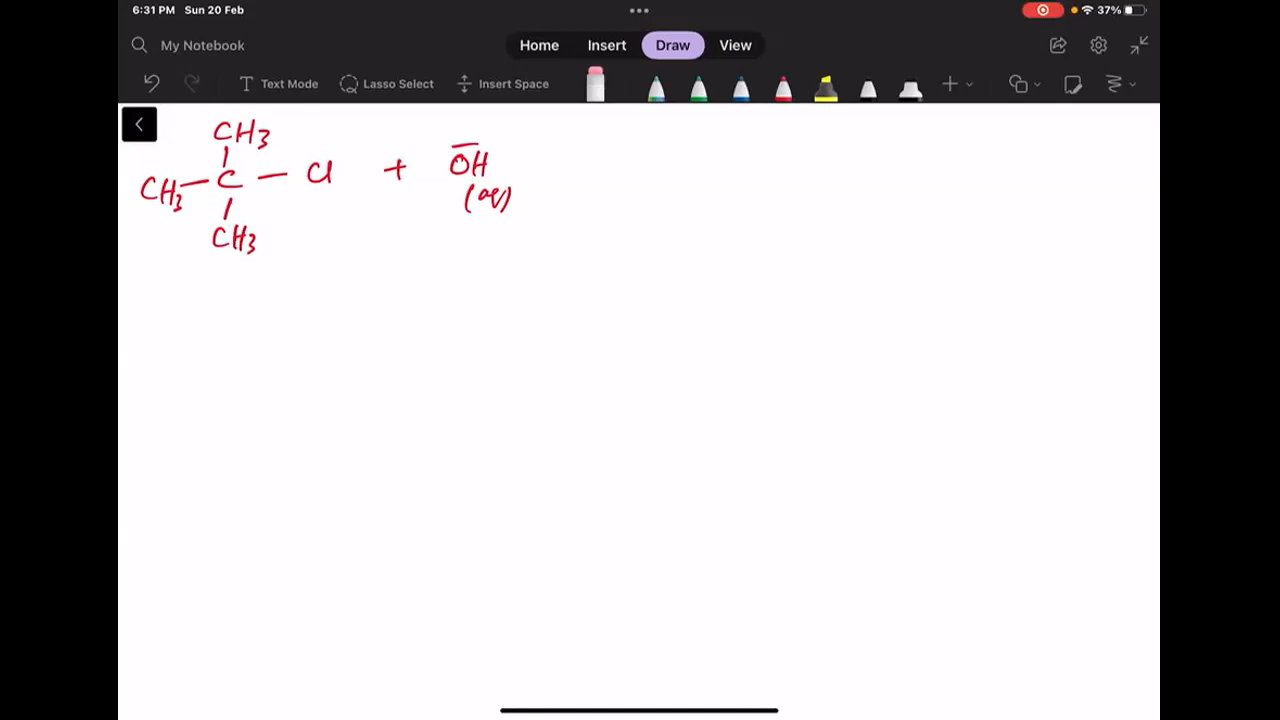 6:31 PM Sun 20 Feb
37%
My Notebook
Home Insert Draw View
Text Mode Lasso Select Insert Space
CH3
CH3 — C — Cl + OH
(aq)
CH3